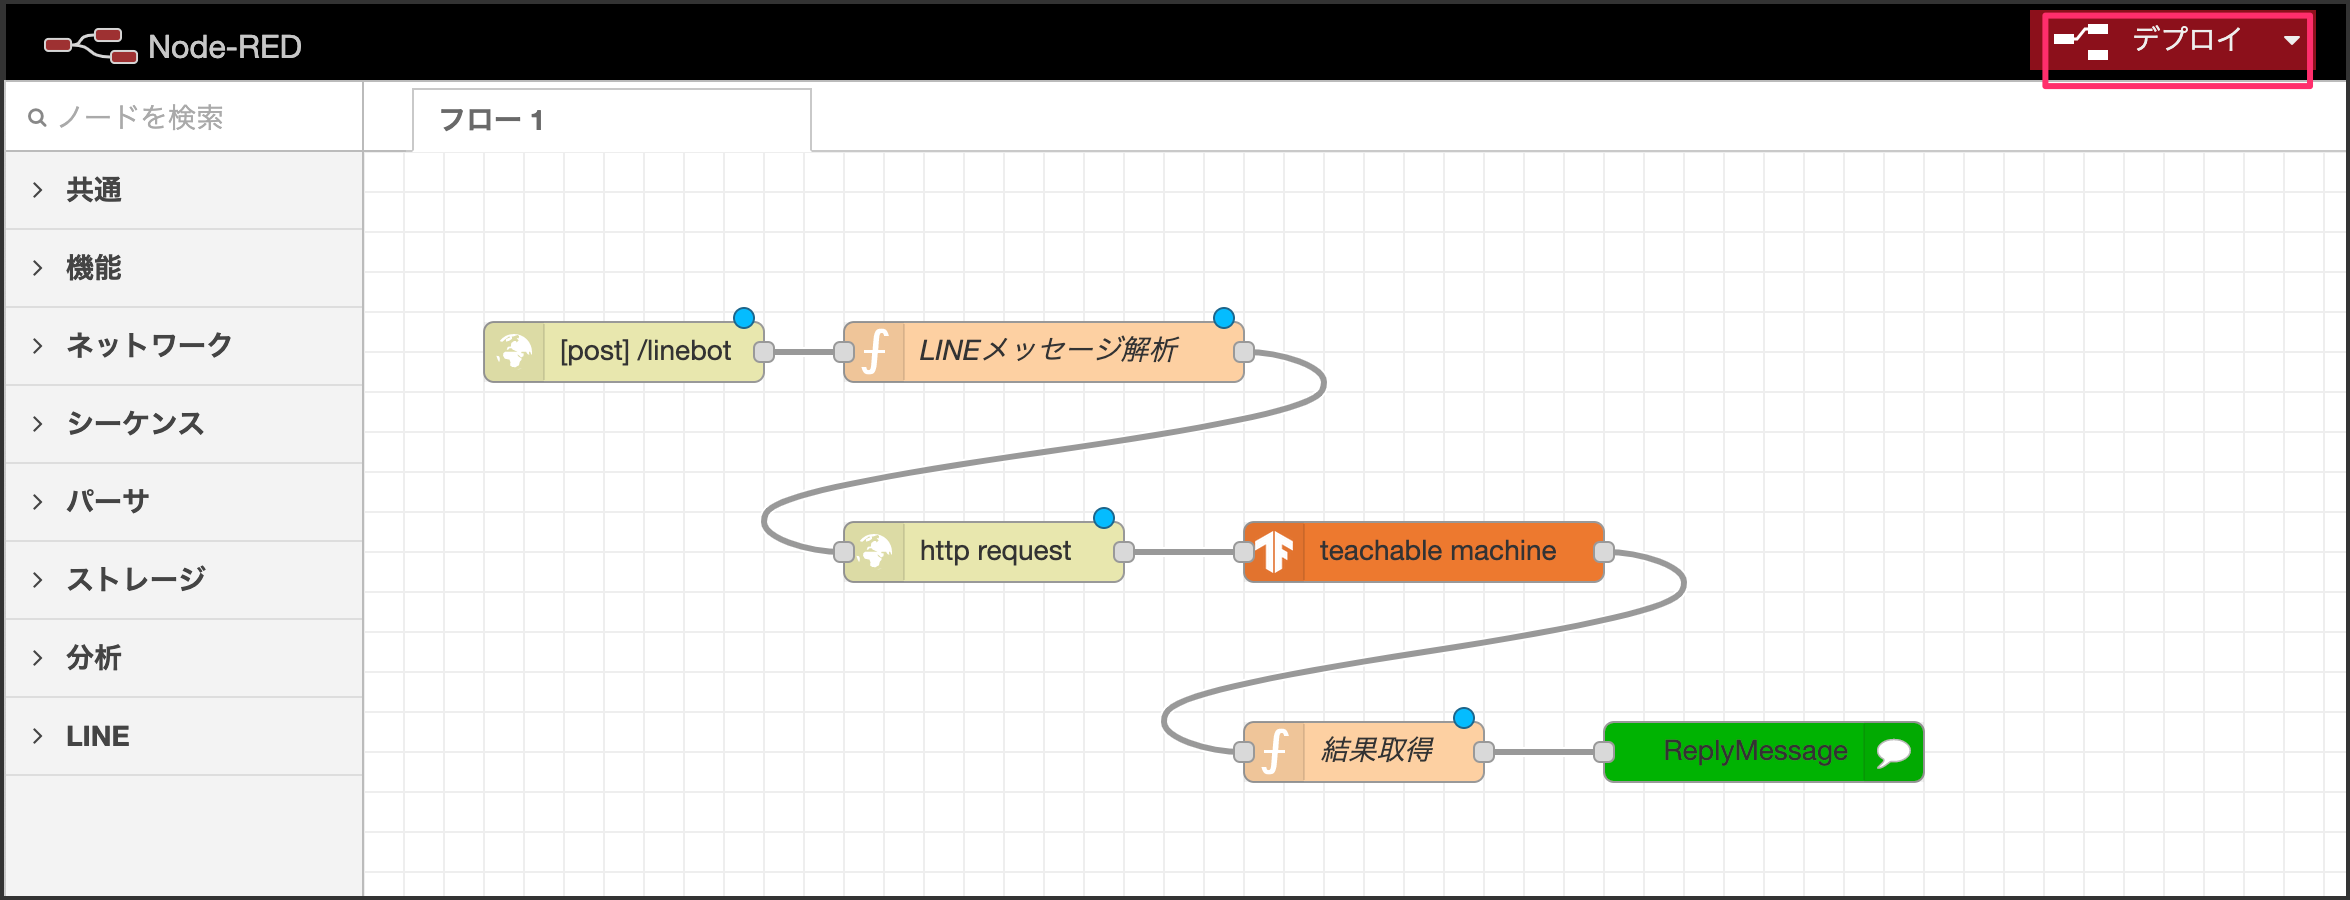 Node-RED
デプロイ
ノードを検索
フロー 1
共通
機能
ネットワーク
シーケンス
パーサ
ストレージ
分析
LINE
[post] /linebot
LINEメッセージ解析
http request
teachable machine
結果取得
ReplyMessage